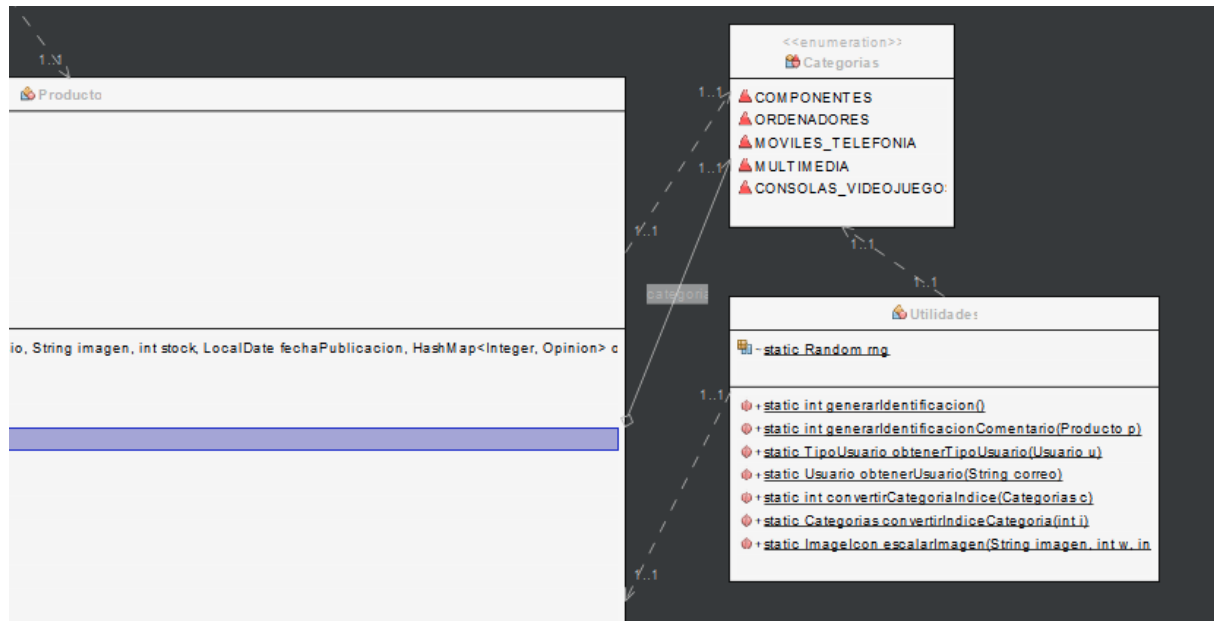 1..1
Producto
io, String imagen, int stock, LocalDate fechaPublicacion, HashMap<Integer, Opinion> o
1..1
1..1
1..1
categoria
<<enumeration>>
Categorias
COMPONENTES
ORDENADORES
MOVILES_TELEFONIA
MULTIMEDIA
CONSOLAS_VIDEOJUEGO
1..1
1..1
Utilidades
~static Random rng
1..1
+static int generarIdentificacion()
+static int generarIdentificacionComentario(Producto p)
+static TipoUsuario obtenerTipoUsuario(Usuario u)
+static Usuario obtenerUsuario(String correo)
+static int convertirCategoriaIndice(Categorias c)
+static Categorias convertirIndiceCategoria(int i)
+static ImageIcon escalarImagen(String imagen, int w, in
1..1